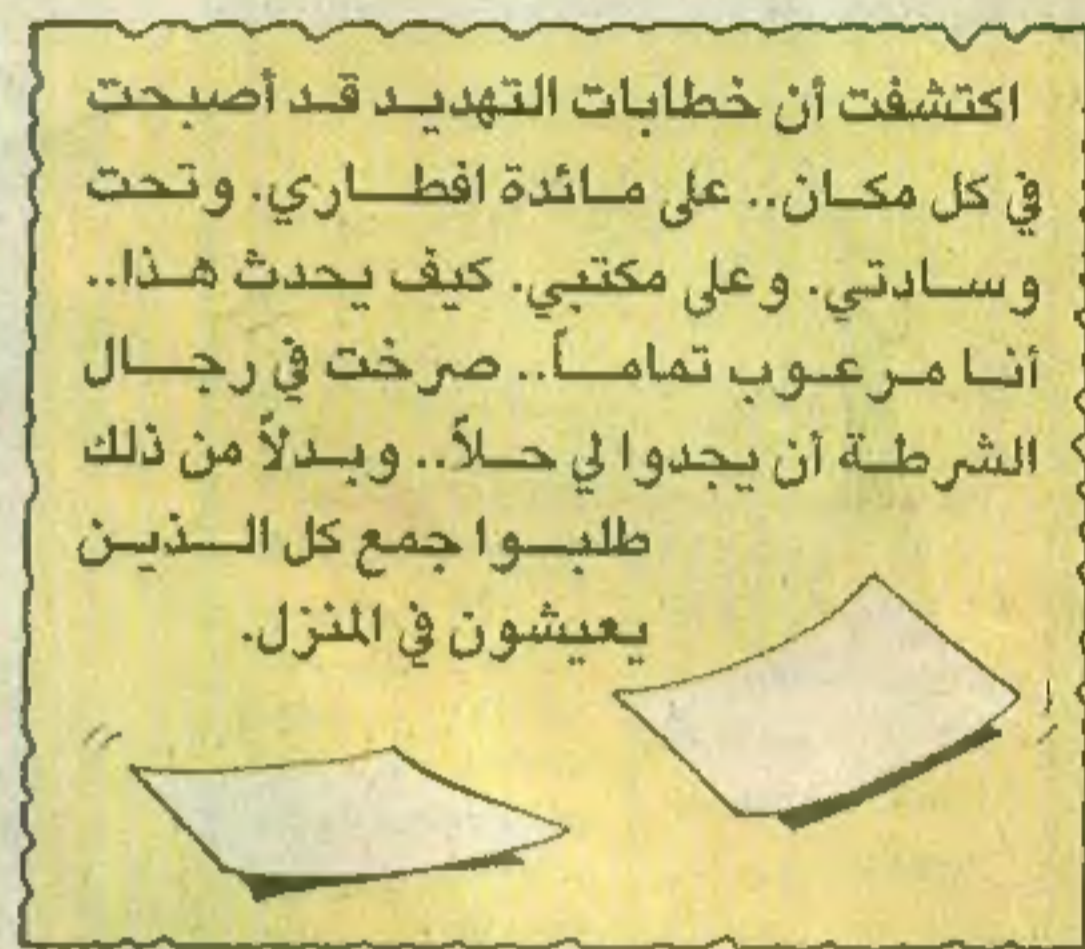 اكتشفت أن خطابات التهديد قد أصبحت
في كل مكان.. على مائدة افطاري. وتحت
وسادتي. وعلى مكتبي. كيف يحدث هذا..
أنا مرعوب تماماً.. صرخت في رجال
الشرطة أن يجدوا لي حلاً.. وبدلاً من ذلك
طلبوا جمع كل الذين
يعيشون في المنزل.